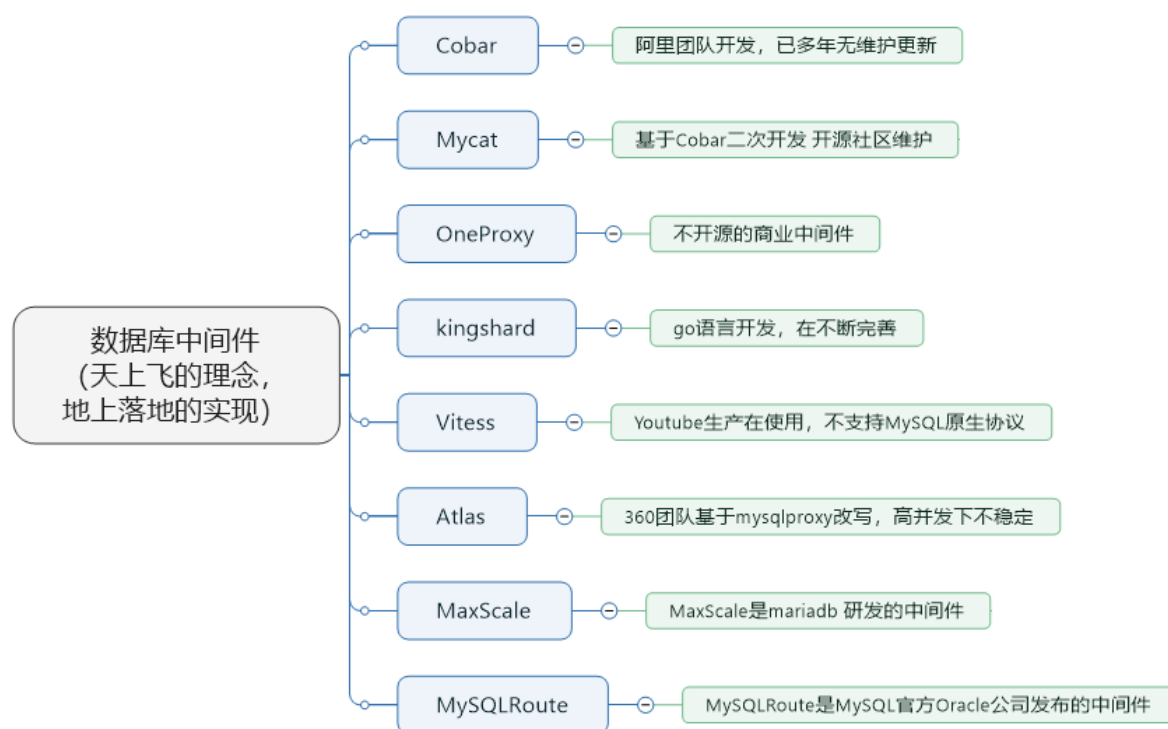 数据库中间件
（天上飞的理念，
地上落地的实现）
Cobar
阿里团队开发，已多年无维护更新
Mycat
基于Cobar二次开发 开源社区维护
OneProxy
不开源的商业中间件
kingshard
go语言开发，在不断完善
Vitess
Youtube生产在使用，不支持MySQL原生协议
Atlas
360团队基于mysqlproxy改写，高并发下不稳定
MaxScale
MaxScale是mariadb 研发的中间件
MySQLRoute
MySQLRoute是MySQL官方Oracle公司发布的中间件